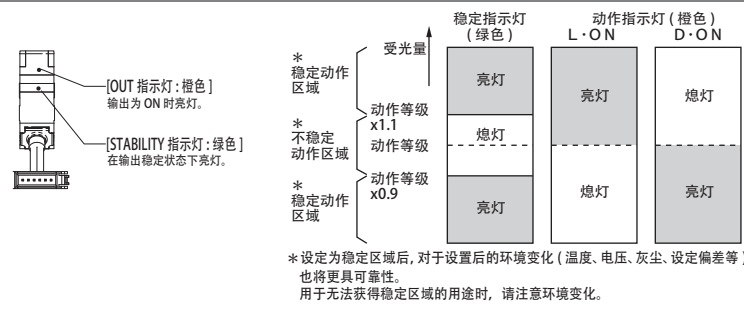 [OUT 指示灯 : 橙色 ]
输出为 ON 时亮灯。
[STABILITY 指示灯 : 绿色 ]
在输出稳定状态下亮灯。
稳定指示灯
( 绿色 )
动作指示灯 ( 橙色 )
L・ON
D・ON
受光量
＊
稳定动作
区域
动作等级
x1.1
＊
不稳定
动作区域
动作等级
动作等级
x0.9
＊
稳定动作
区域
亮灯
熄灯
亮灯
亮灯
熄灯
熄灯
亮灯
＊设定为稳定区域后, 对于设置后的环境变化 ( 温度、电压、灰尘、设定偏差等 )
也将更具可靠性。
用于无法获得稳定区域的用途时, 请注意环境变化。